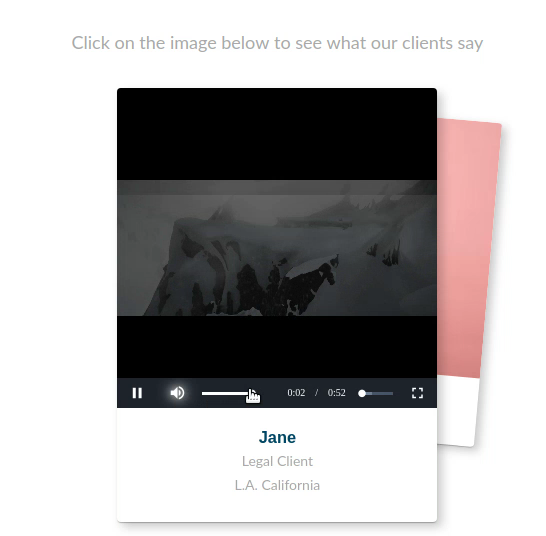 Click on the image below to see what our clients say
0:02 / 0:52
Jane
Legal Client
L.A. California